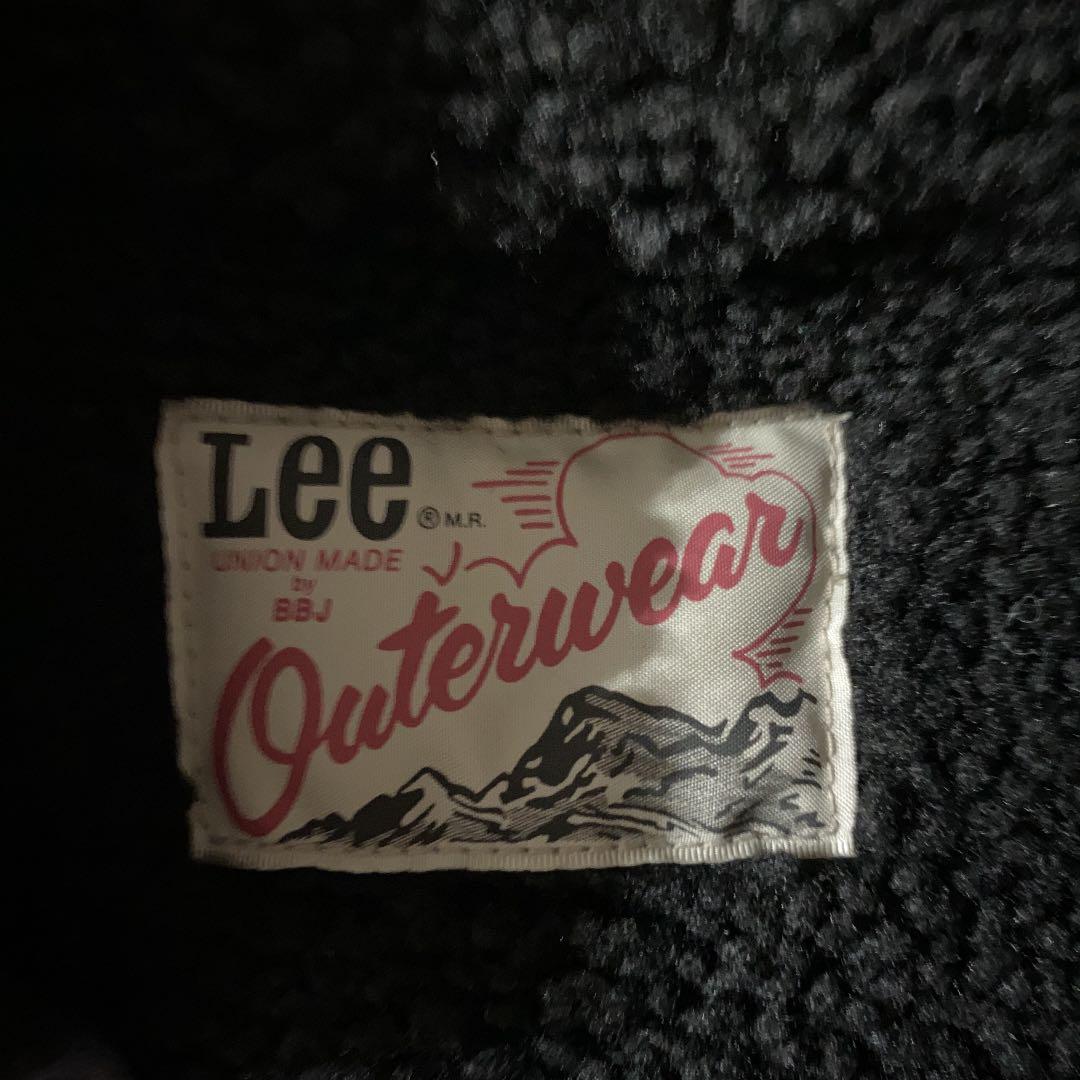 Lee ® M.R.
UNION MADE
by
BBJ
Outerwear